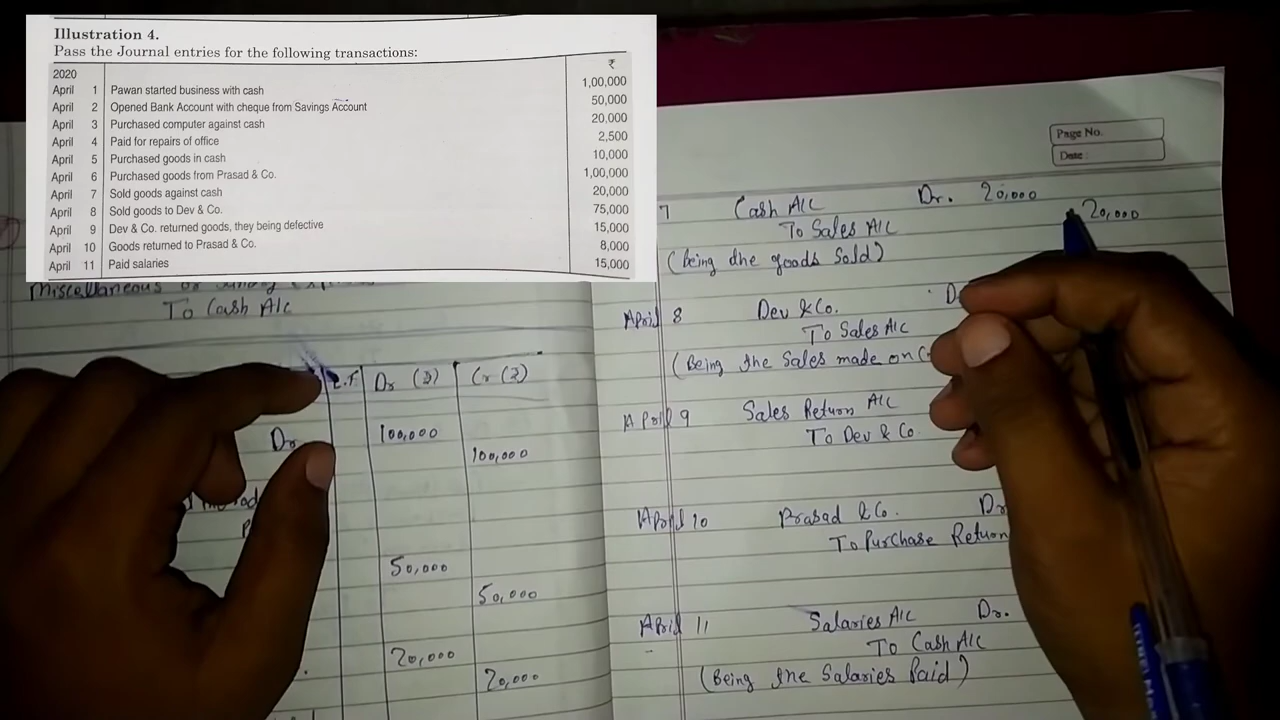 Illustration 4.
Pass the Journal entries for the following transactions:
2020 ₹
April 1 Pawan started business with cash 1,00,000
April 2 Opened Bank Account with cheque from Savings Account 50,000
April 3 Purchased computer against cash 20,000
April 4 Paid for repairs of office 2,500
April 5 Purchased goods in cash 10,000
April 6 Purchased goods from Prasad & Co. 1,00,000
April 7 Sold goods against cash 20,000
April 8 Sold goods to Dev & Co. 75,000
April 9 Dev & Co. returned goods, they being defective 15,000
April 10 Goods returned to Prasad & Co. 8,000
April 11 Paid salaries 15,000
Miscellaneous or
To Cash A/c
L.F Dr (₹) Cr (₹)
Dr 100,000
100,000
50,000
50,000
20,000
20,000
Page No.
Date :
7 Cash A/C Dr. 20,000
To Sales A/C 20,000
(Being the goods Sold)
April 8 Dev & Co.
To Sales A/C
(Being the Sales made on
April 9 Sales Return A/C
To Dev & Co.
April 10 Prasad & Co. Dr
To Purchase Return
April 11 Salaries A/C Dr.
To Cash A/C
(Being the Salaries Paid)